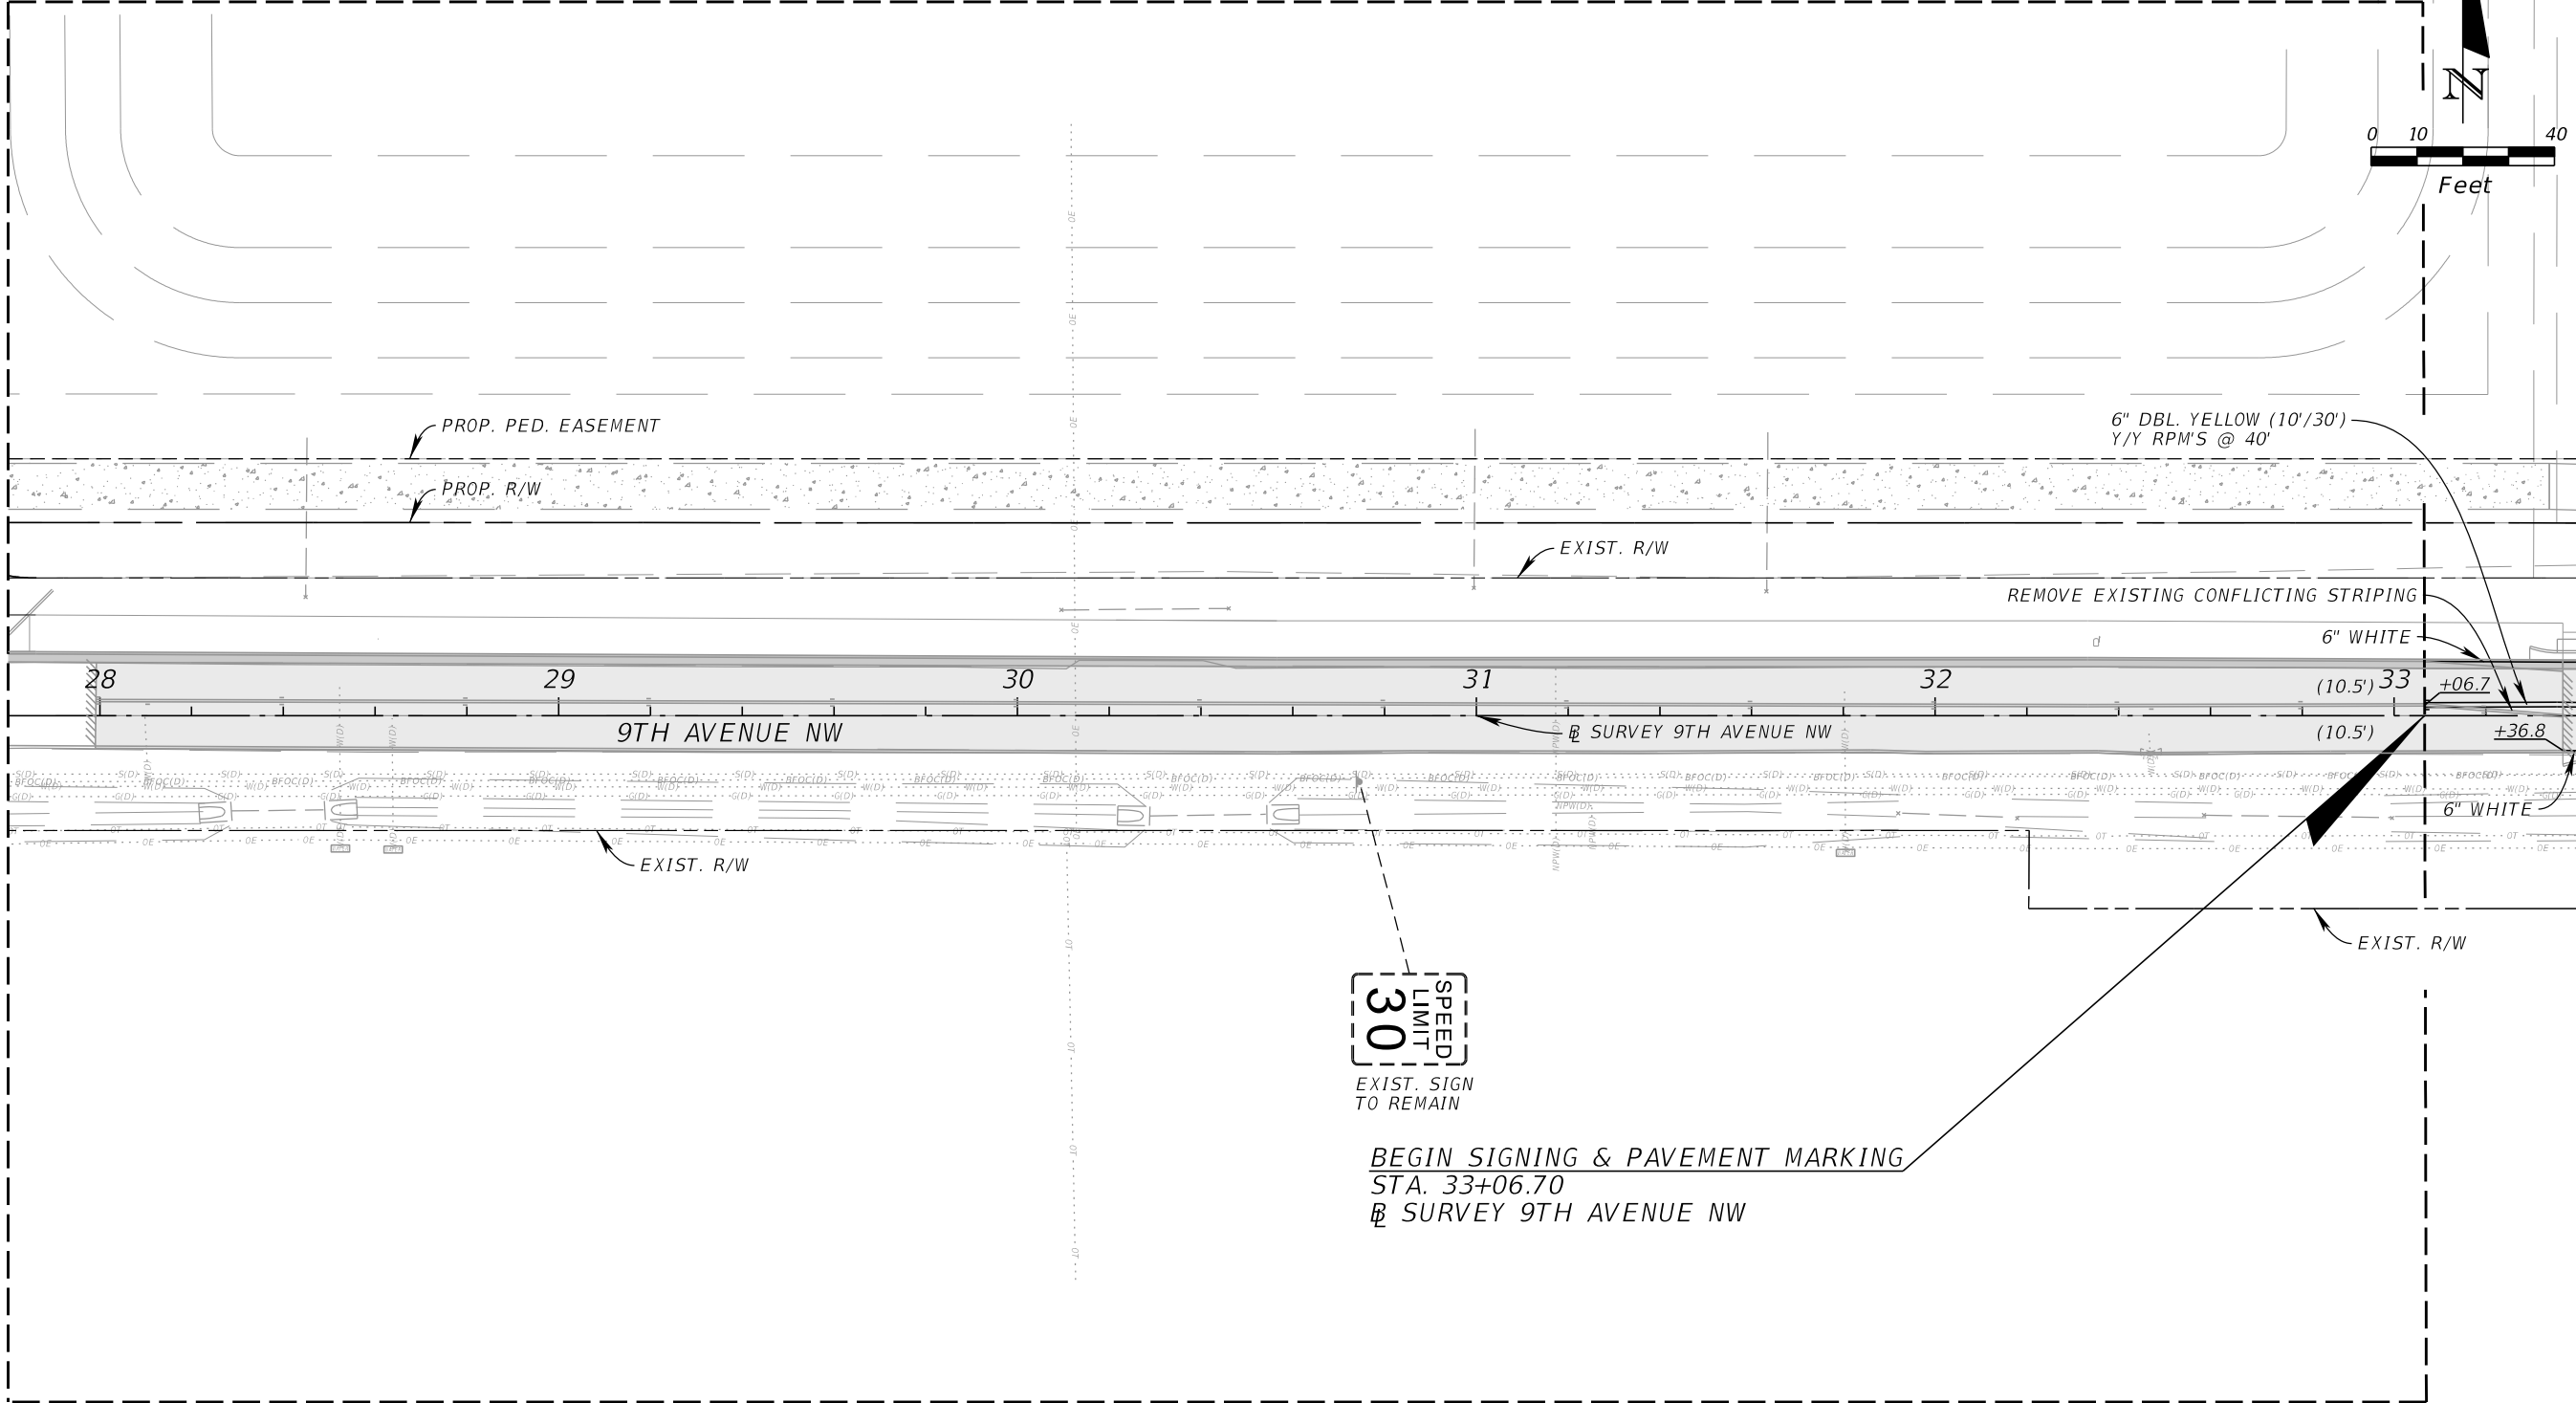 N
0 10 40
Feet
PROP. PED. EASEMENT
6" DBL. YELLOW (10'/30')
Y/Y RPM'S @ 40'
PROP. R/W
EXIST. R/W
REMOVE EXISTING CONFLICTING STRIPING
6" WHITE
28 29 30 31 32 33
(10.5')
+06.7
9TH AVENUE NW
BL SURVEY 9TH AVENUE NW
(10.5')
+36.8
6" WHITE
EXIST. R/W
EXIST. R/W
SPEED
LIMIT
30
EXIST. SIGN
TO REMAIN
BEGIN SIGNING & PAVEMENT MARKING
STA. 33+06.70
BL SURVEY 9TH AVENUE NW